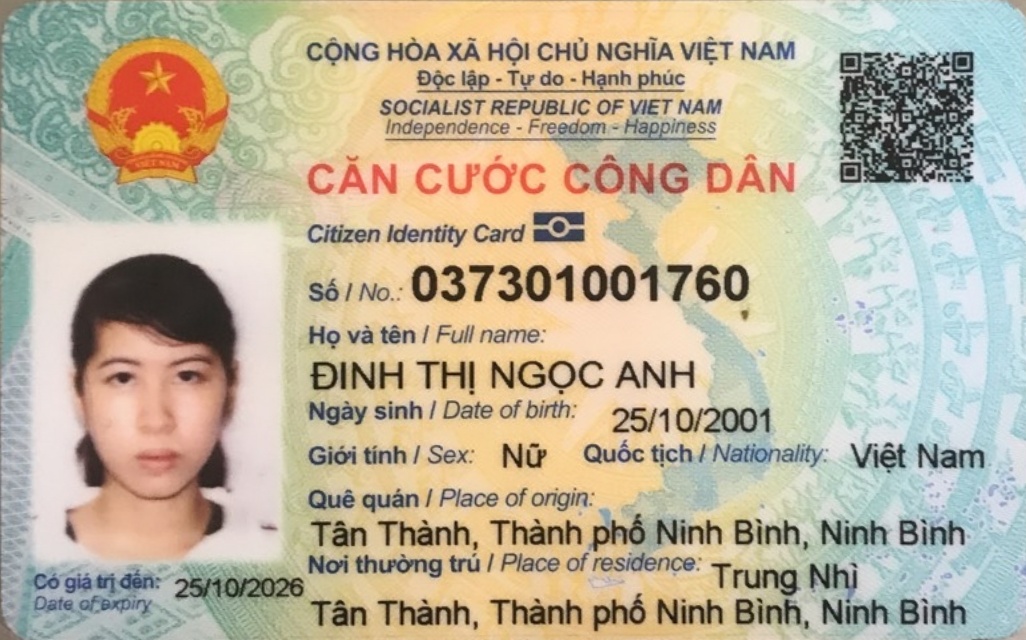 CỘNG HÒA XÃ HỘI CHỦ NGHĨA VIỆT NAM
Độc lập - Tự do - Hạnh phúc
SOCIALIST REPUBLIC OF VIET NAM
Independence - Freedom - Happiness
CĂN CƯỚC CÔNG DÂN
Citizen Identity Card
Số / No.: 037301001760
Họ và tên / Full name:
ĐINH THỊ NGỌC ANH
Ngày sinh / Date of birth: 25/10/2001
Giới tính / Sex: Nữ Quốc tịch / Nationality: Việt Nam
Quê quán / Place of origin:
Tân Thành, Thành phố Ninh Bình, Ninh Bình
Nơi thường trú / Place of residence: Trung Nhì
Tân Thành, Thành phố Ninh Bình, Ninh Bình
Có giá trị đến: 25/10/2026
Date of expiry
VIỆT NAM